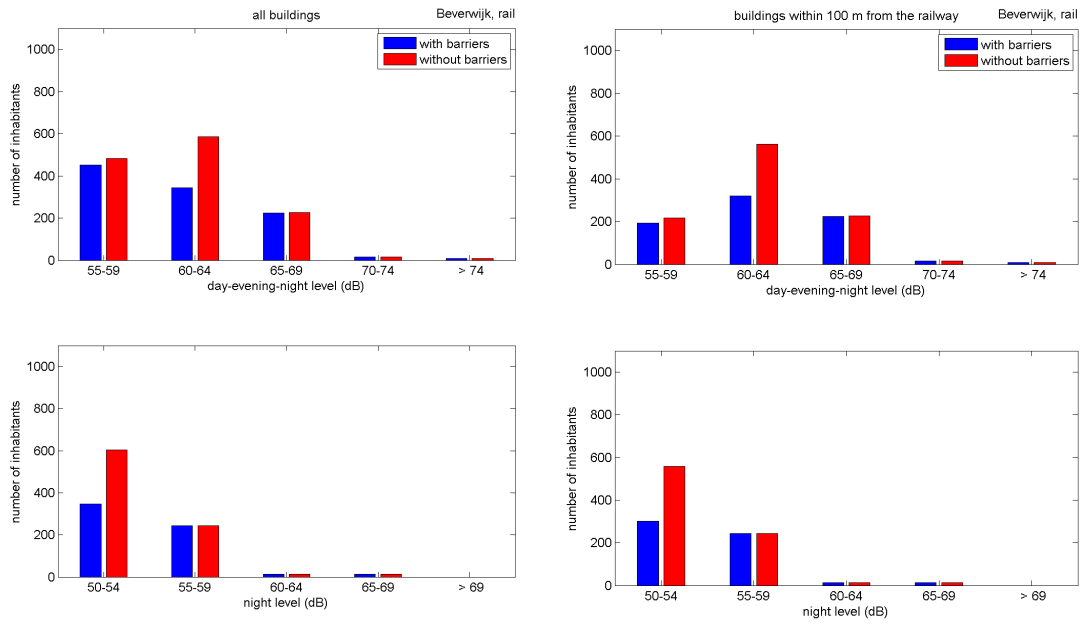 all buildings
Beverwijk, rail
with barriers
without barriers
number of inhabitants
1000
800
600
400
200
0
55-59 60-64 65-69 70-74 > 74
day-evening-night level (dB)
buildings within 100 m from the railway
Beverwijk, rail
with barriers
without barriers
number of inhabitants
1000
800
600
400
200
0
55-59 60-64 65-69 70-74 > 74
day-evening-night level (dB)
number of inhabitants
1000
800
600
400
200
0
50-54 55-59 60-64 65-69 > 69
night level (dB)
number of inhabitants
1000
800
600
400
200
0
50-54 55-59 60-64 65-69 > 69
night level (dB)